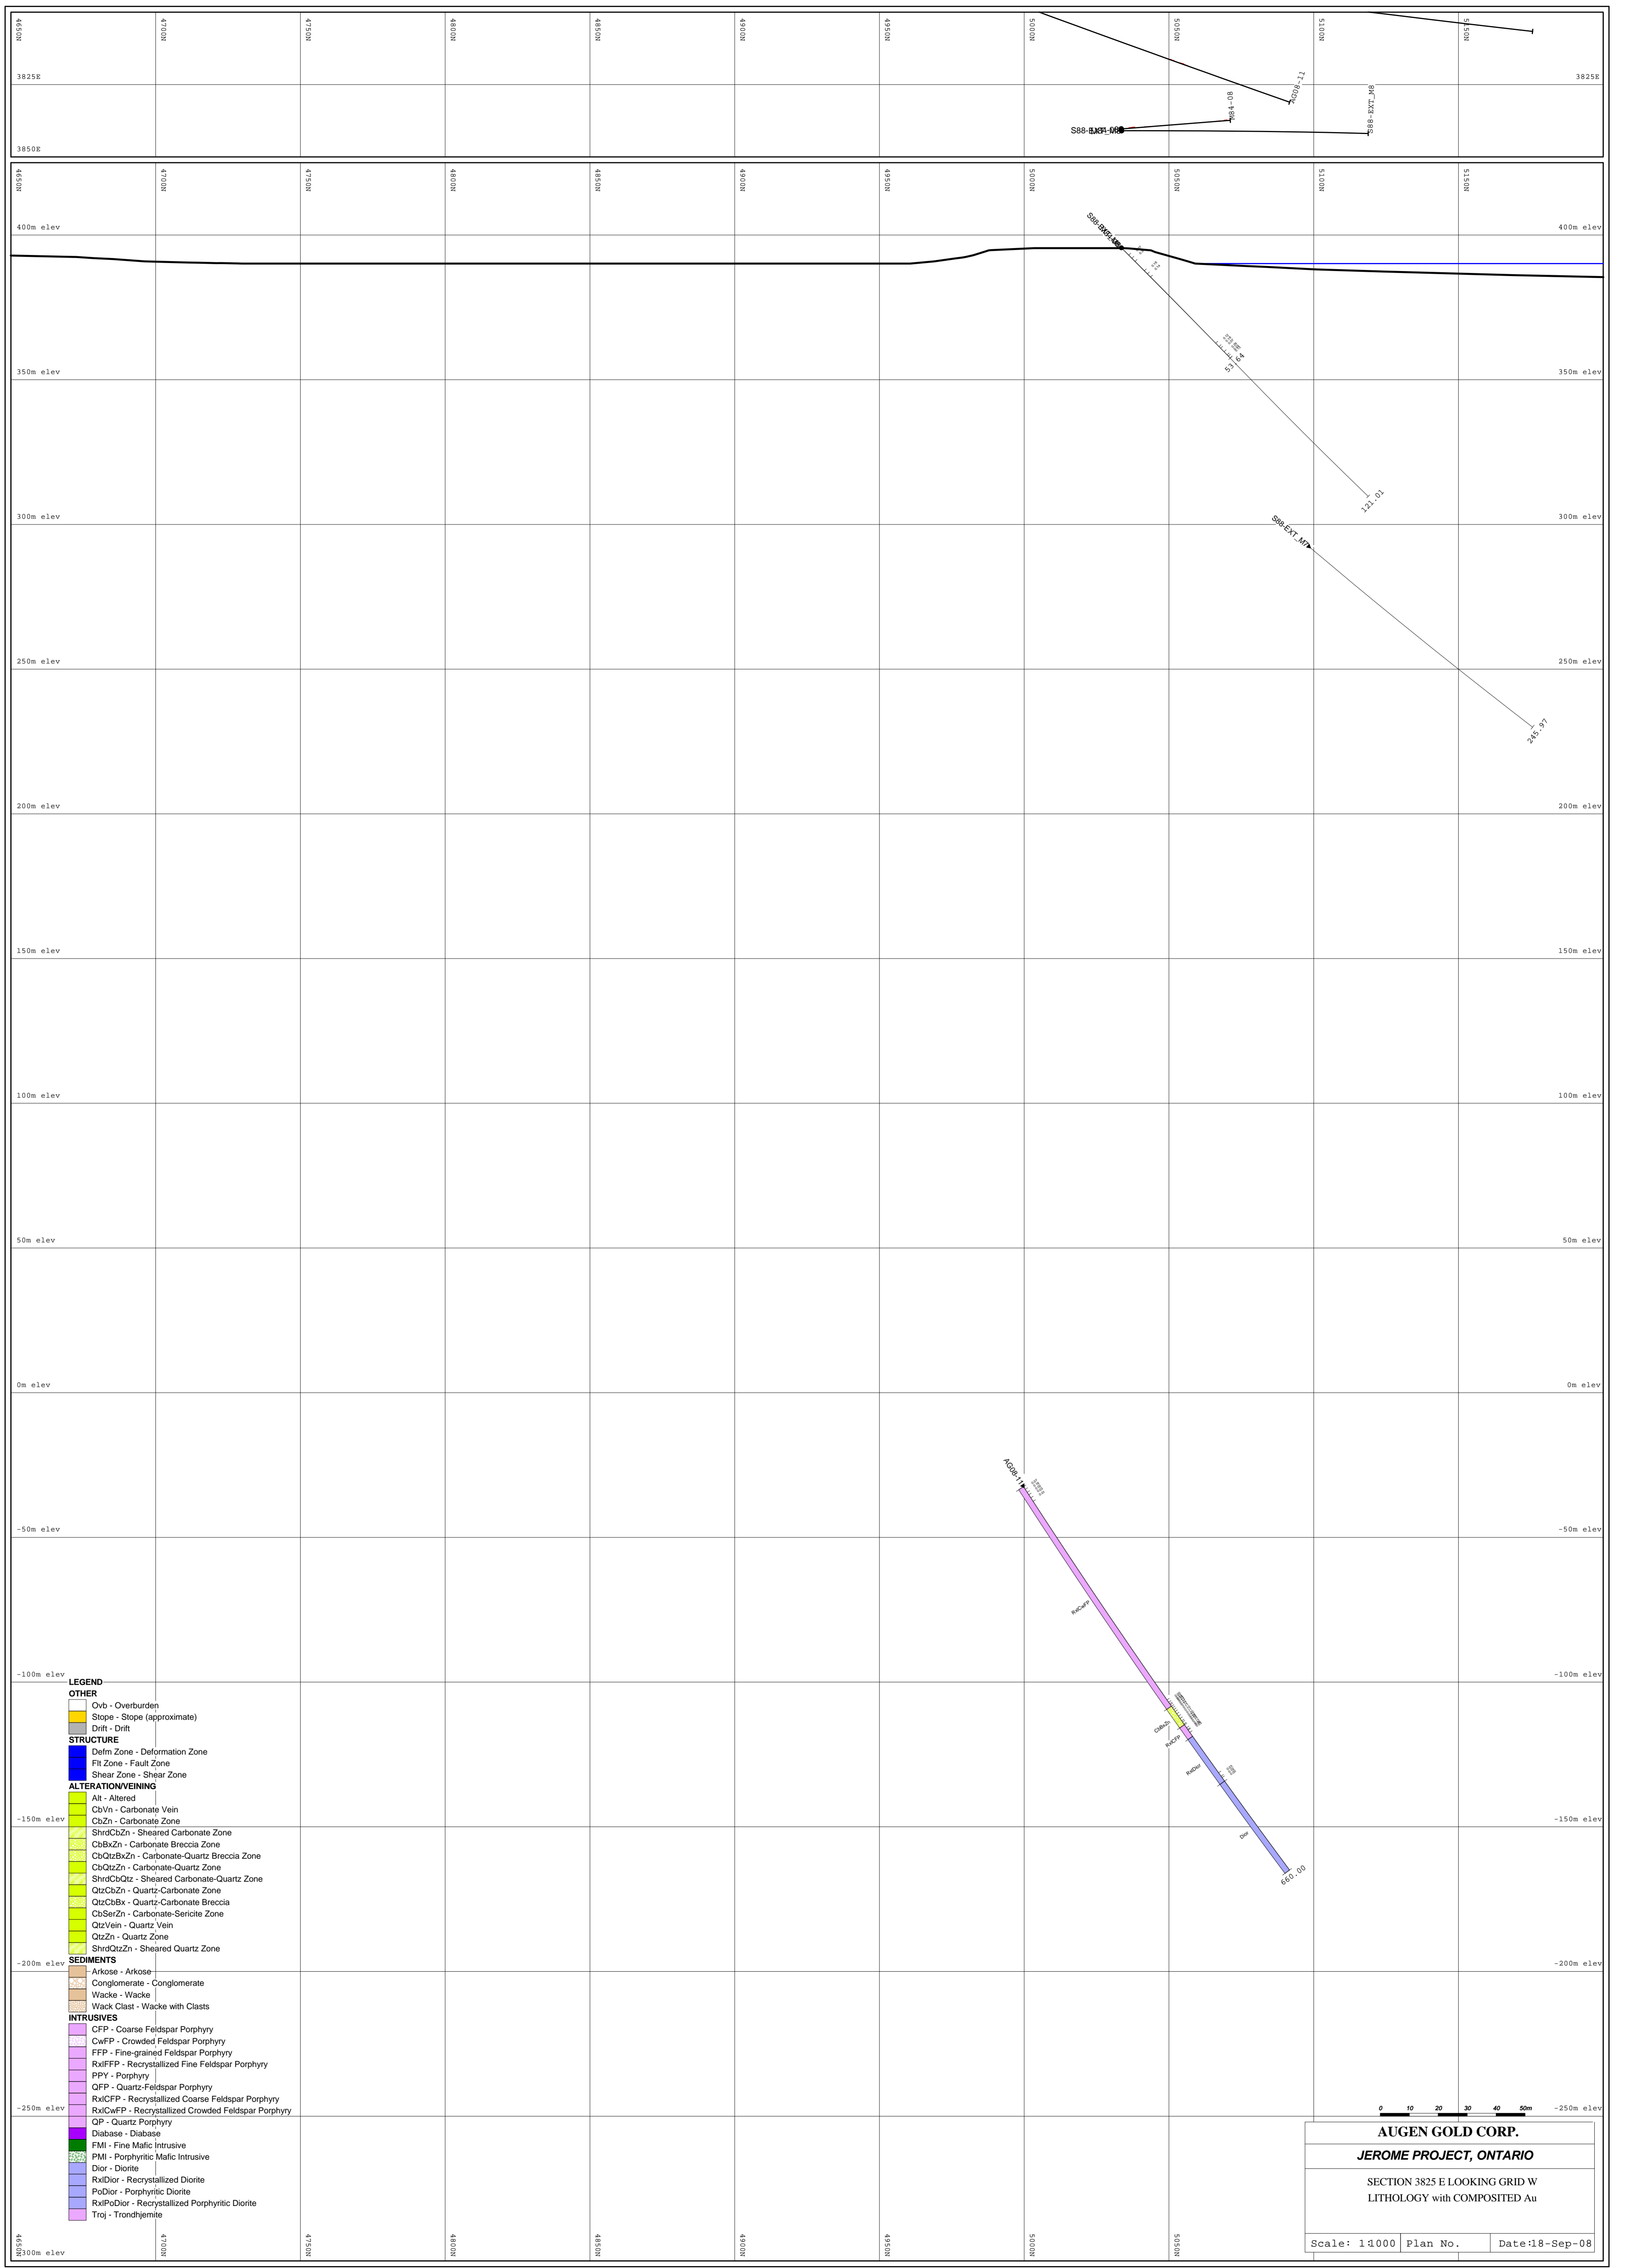 4650N
4700N
4750N
4800N
4850N
4900N
4950N
5000N
5050N
5100N
5150N
3825E
3825E
AG08-11
M84-08
S88-EXT_M8
3850E
4650N
4700N
4750N
4800N
4850N
4900N
4950N
5000N
5050N
5100N
5150N
400m elev
400m elev
53.64
350m elev
350m elev
121.01
300m elev
300m elev
S88-EXT_M7
250m elev
250m elev
245.97
200m elev
200m elev
150m elev
150m elev
100m elev
100m elev
50m elev
50m elev
0m elev
0m elev
AG08-11
-50m elev
-50m elev
RxlCwFP
-100m elev
-100m elev
CbBxZn
RxlCFP
RxlDior
-150m elev
-150m elev
Dior
660.00
-200m elev
-200m elev
-250m elev
-250m elev
-300m elev
LEGEND
OTHER
Ovb - Overburden
Stope - Stope (approximate)
Drift - Drift
STRUCTURE
Defm Zone - Deformation Zone
Flt Zone - Fault Zone
Shear Zone - Shear Zone
ALTERATION/VEINING
Alt - Altered
CbVn - Carbonate Vein
CbZn - Carbonate Zone
ShrdCbZn - Sheared Carbonate Zone
CbBxZn - Carbonate Breccia Zone
CbQtzBxZn - Carbonate-Quartz Breccia Zone
CbQtzZn - Carbonate-Quartz Zone
ShrdCbQtz - Sheared Carbonate-Quartz Zone
QtzCbZn - Quartz-Carbonate Zone
QtzCbBx - Quartz-Carbonate Breccia
CbSerZn - Carbonate-Sericite Zone
QtzVein - Quartz Vein
QtzZn - Quartz Zone
ShrdQtzZn - Sheared Quartz Zone
SEDIMENTS
Arkose - Arkose
Conglomerate - Conglomerate
Wacke - Wacke
Wack Clast - Wacke with Clasts
INTRUSIVES
CFP - Coarse Feldspar Porphyry
CwFP - Crowded Feldspar Porphyry
FFP - Fine-grained Feldspar Porphyry
RxlFFP - Recrystallized Fine Feldspar Porphyry
PPY - Porphyry
QFP - Quartz-Feldspar Porphyry
RxlCFP - Recrystallized Coarse Feldspar Porphyry
RxlCwFP - Recrystallized Crowded Feldspar Porphyry
QP - Quartz Porphyry
Diabase - Diabase
FMI - Fine Mafic Intrusive
PMI - Porphyritic Mafic Intrusive
Dior - Diorite
RxlDior - Recrystallized Diorite
PoDior - Porphyritic Diorite
RxlPoDior - Recrystallized Porphyritic Diorite
Troj - Trondhjemite
4650N
4700N
4750N
4800N
4850N
4900N
4950N
5000N
5050N
0 10 20 30 40 50m
AUGEN GOLD CORP.
JEROME PROJECT, ONTARIO
SECTION 3825 E LOOKING GRID W
LITHOLOGY with COMPOSITED Au
Scale: 1:1000
Plan No.
Date:18-Sep-08